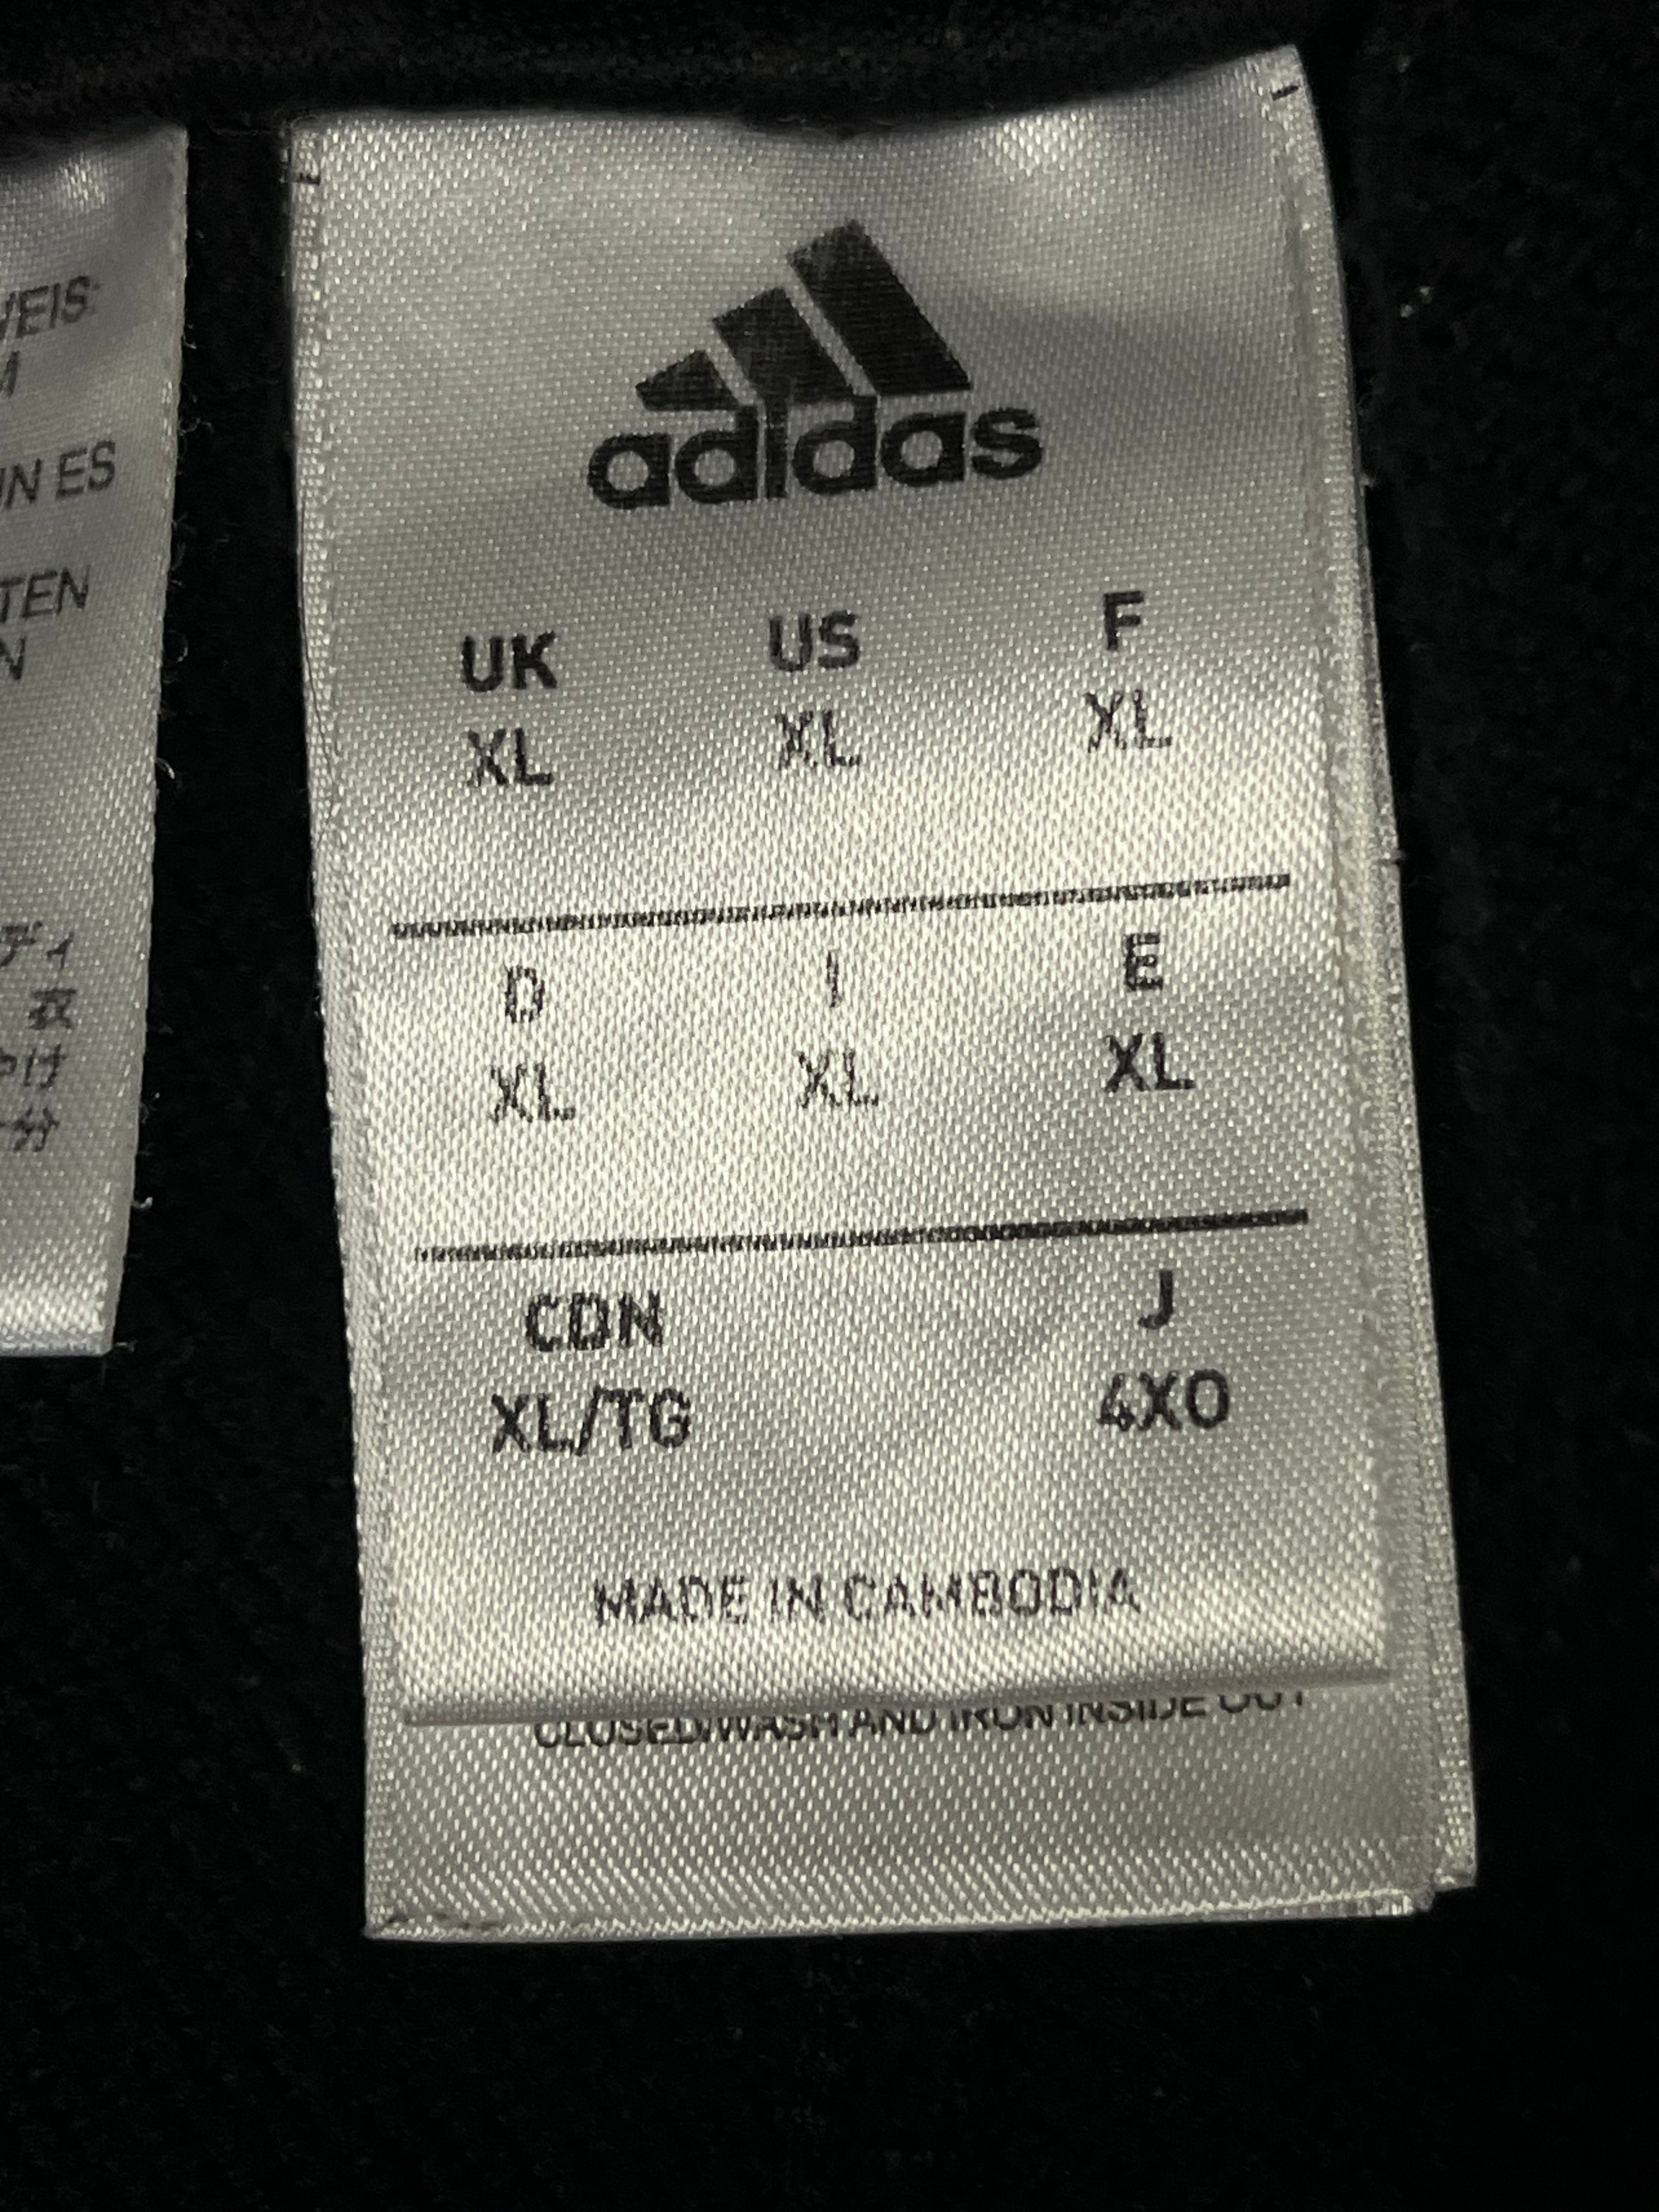 adidas
UK US F
XL XL XL
D I E
XL XL XL
CDN J
XL/TG 4XO
MADE IN CAMBODIA
CLOSED/WASH AND IRON INSIDE OUT
ES